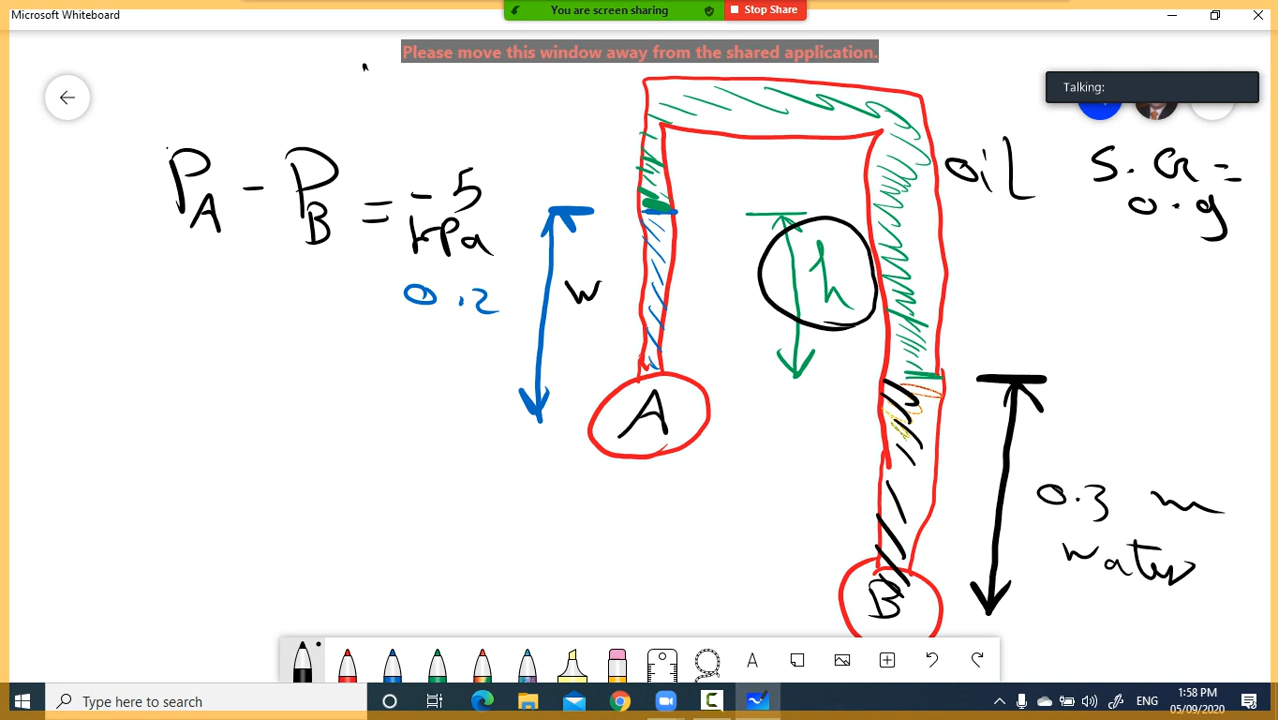 Microsoft Whiteboard
You are screen sharing
Stop Share
Please move this window away from the shared application.
Talking:
P_A - P_B = -5
kPa
0.2
w
h
oil
S.G =
0.9
A
0.3 m
water
B
A
Type here to search
ENG
1:58 PM
05/09/2020